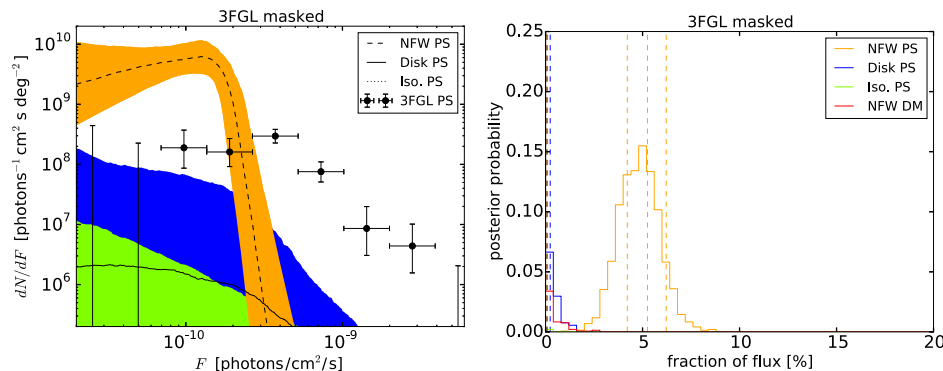 3FGL masked
NFW PS
Disk PS
Iso. PS
3FGL PS
10^10
10^9
10^8
10^7
10^6
dN/dF [photons^-1 cm^2 s deg^-2]
10^-10
10^-9
F [photons/cm^2/s]
3FGL masked
NFW PS
Disk PS
Iso. PS
NFW DM
0.25
0.20
0.15
0.10
0.05
0.00
posterior probability
0
5
10
15
20
fraction of flux [%]